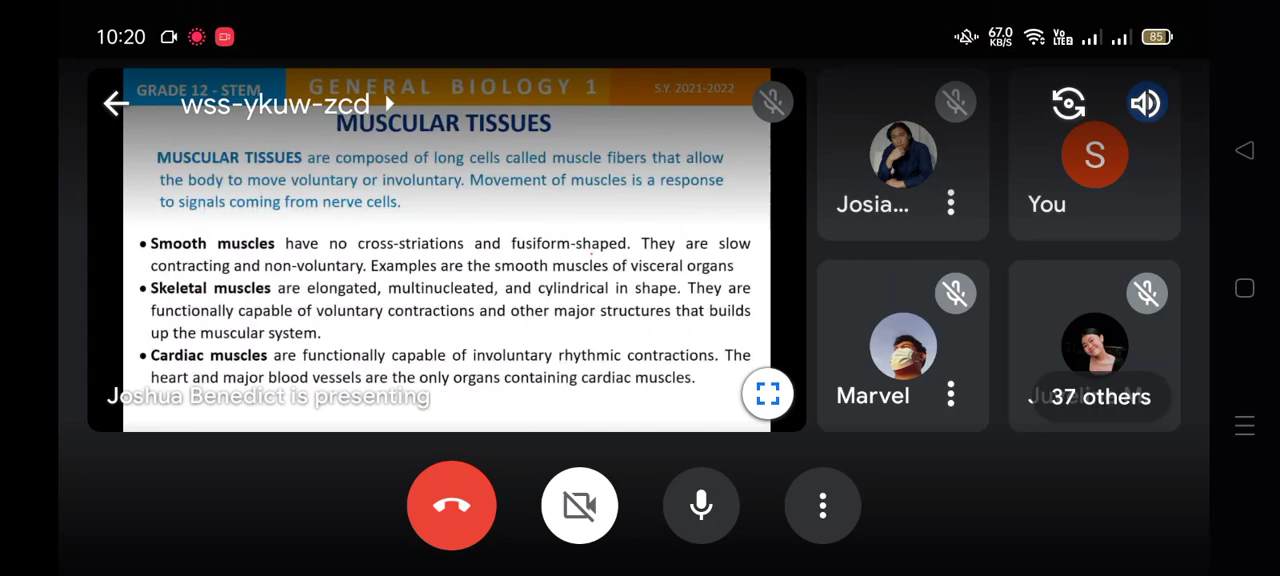 10:20
67.0
KB/S
Vo
LTE2
85
GRADE 12 - STEM
GENERAL BIOLOGY 1
S.Y. 2021-2022
wss-ykuw-zcd
MUSCULAR TISSUES
MUSCULAR TISSUES are composed of long cells called muscle fibers that allow
the body to move voluntary or involuntary. Movement of muscles is a response
to signals coming from nerve cells.
• Smooth muscles have no cross-striations and fusiform-shaped. They are slow
contracting and non-voluntary. Examples are the smooth muscles of visceral organs
• Skeletal muscles are elongated, multinucleated, and cylindrical in shape. They are
functionally capable of voluntary contractions and other major structures that builds
up the muscular system.
• Cardiac muscles are functionally capable of involuntary rhythmic contractions. The
heart and major blood vessels are the only organs containing cardiac muscles.
Joshua Benedict is presenting
Josia...
S
You
Marvel
37 others